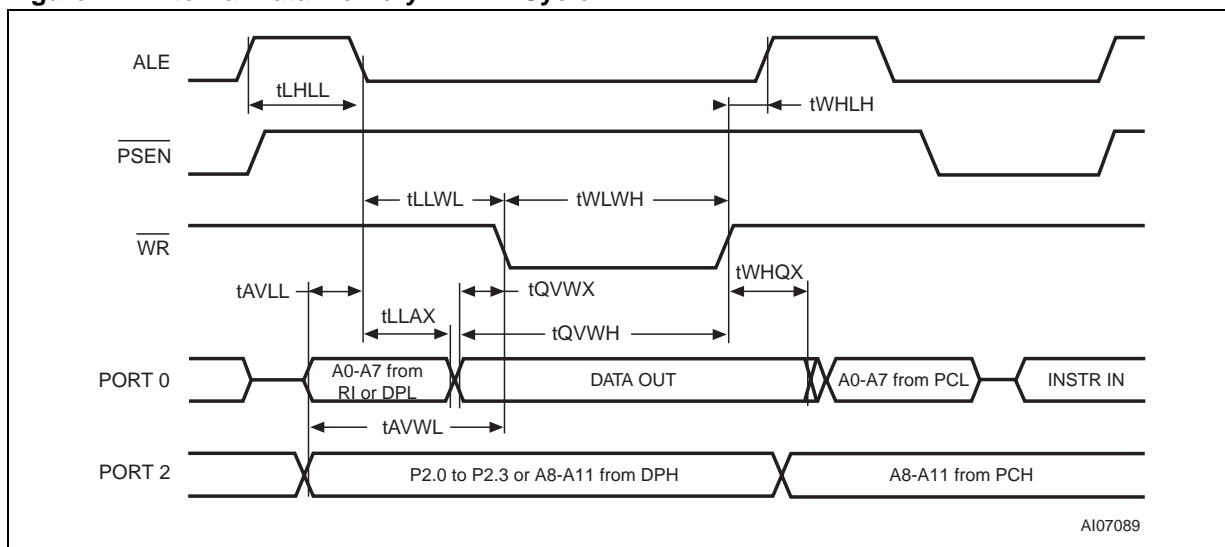 ALE
tLHLL
tWHLH
PSEN
tLLWL
tWLWH
WR
tAVLL
tQVWX
tWHQX
tLLAX
tQVWH
PORT 0
A0-A7 from
RI or DPL
DATA OUT
A0-A7 from PCL
INSTR IN
tAVWL
PORT 2
P2.0 to P2.3 or A8-A11 from DPH
A8-A11 from PCH
AI07089